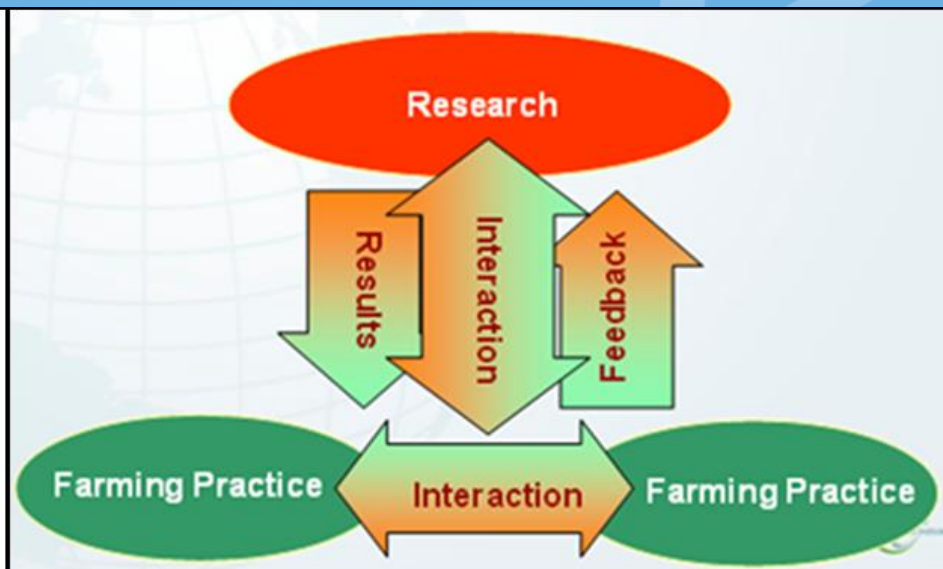 Research
Results
Interaction
Feedback
Farming Practice
Interaction
Farming Practice